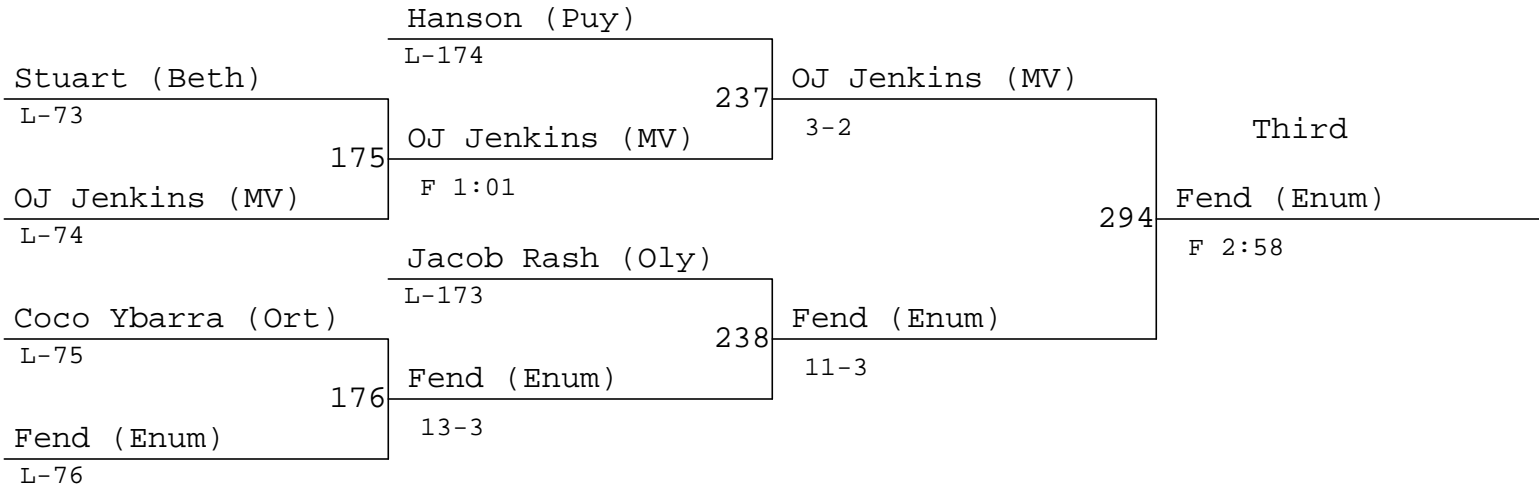 Hanson (Puy)
L-174
Stuart (Beth)
L-73
237
OJ Jenkins (MV)
3-2
Third
175
OJ Jenkins (MV)
F 1:01
OJ Jenkins (MV)
L-74
294
Fend (Enum)
F 2:58
Jacob Rash (Oly)
L-173
Coco Ybarra (Ort)
L-75
238
Fend (Enum)
11-3
176
Fend (Enum)
13-3
Fend (Enum)
L-76